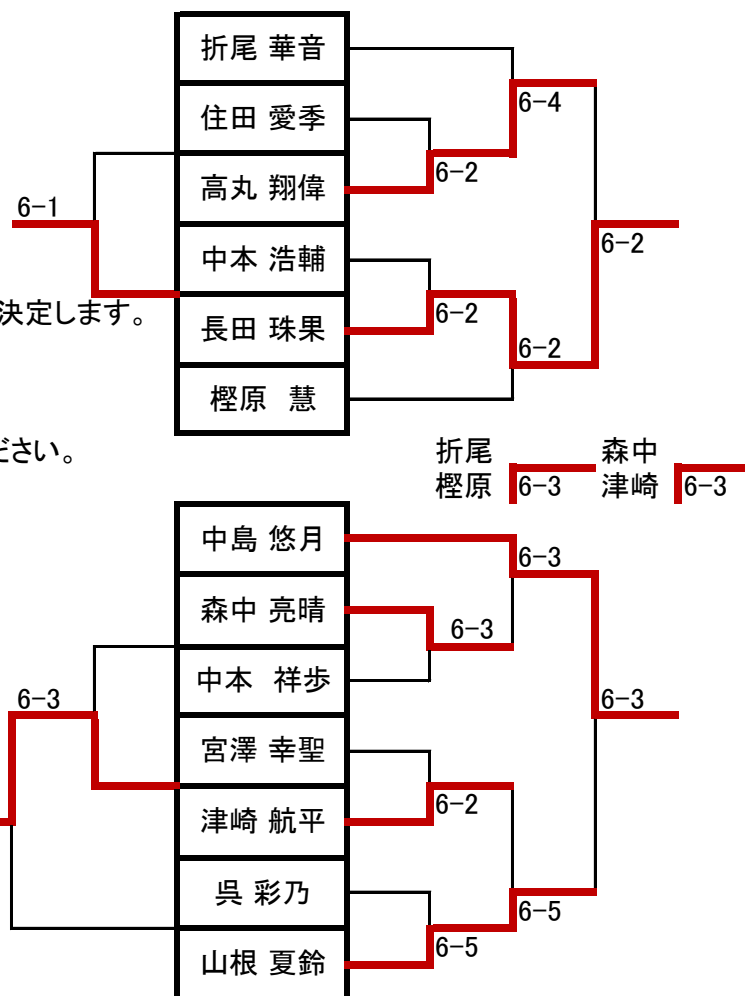 折尾 華音
6-4
住田 愛季
6-2
高丸 翔偉
6-1
6-2
中本 浩輔
6-2
決定します。
長田 珠果
6-2
樫原 慧
ださい。
折尾 森中
樫原 6-3 津崎 6-3
中島 悠月
6-3
森中 亮晴
6-3
中本 祥歩
6-3
6-3
宮澤 幸聖
6-2
津崎 航平
呉 彩乃
6-5
6-5
山根 夏鈴